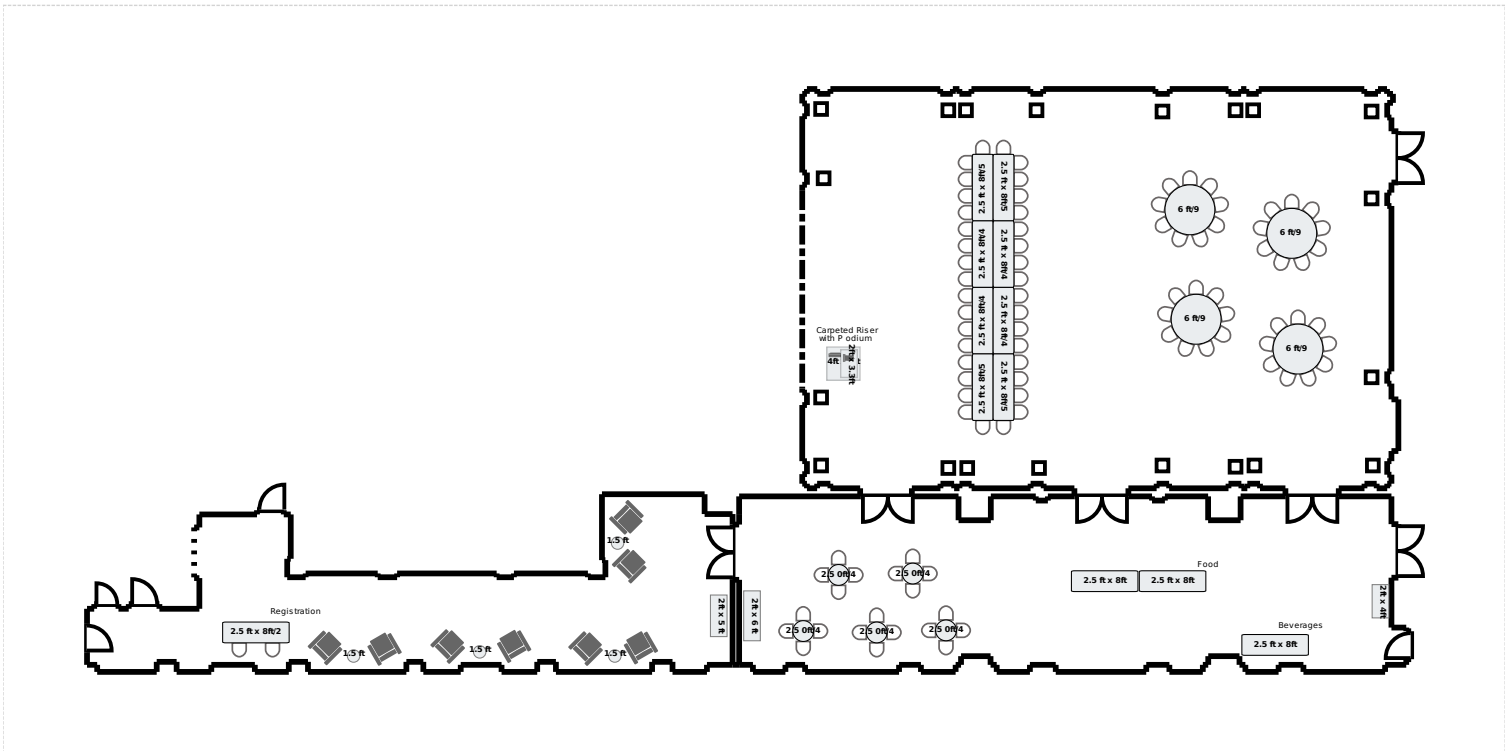 2.5 ft x 8ft/5
2.5 ft x 8ft/5
6 ft/9
6 ft/9
2.5 ft x 8ft/4
2.5 ft x 8ft/4
2.5 ft x 8ft/4
2.5 ft x 8ft/4
6 ft/9
6 ft/9
Carpeted Riser
with P odium
4ft
2ft x 3.3ft
2.5 ft x 8ft/5
2.5 ft x 8ft/5
1.5 ft
Food
2.5 0ft/4
2.5 0ft/4
2.5 ft x 8ft
2.5 ft x 8ft
Registration
2ft x 5 ft
2ft x 6 ft
2ft x 4ft
2.5 ft x 8ft/2
2.5 0ft/4
2.5 0ft/4
2.5 0ft/4
Beverages
2.5 ft x 8ft
1.5 ft
1.5 ft
1.5 ft